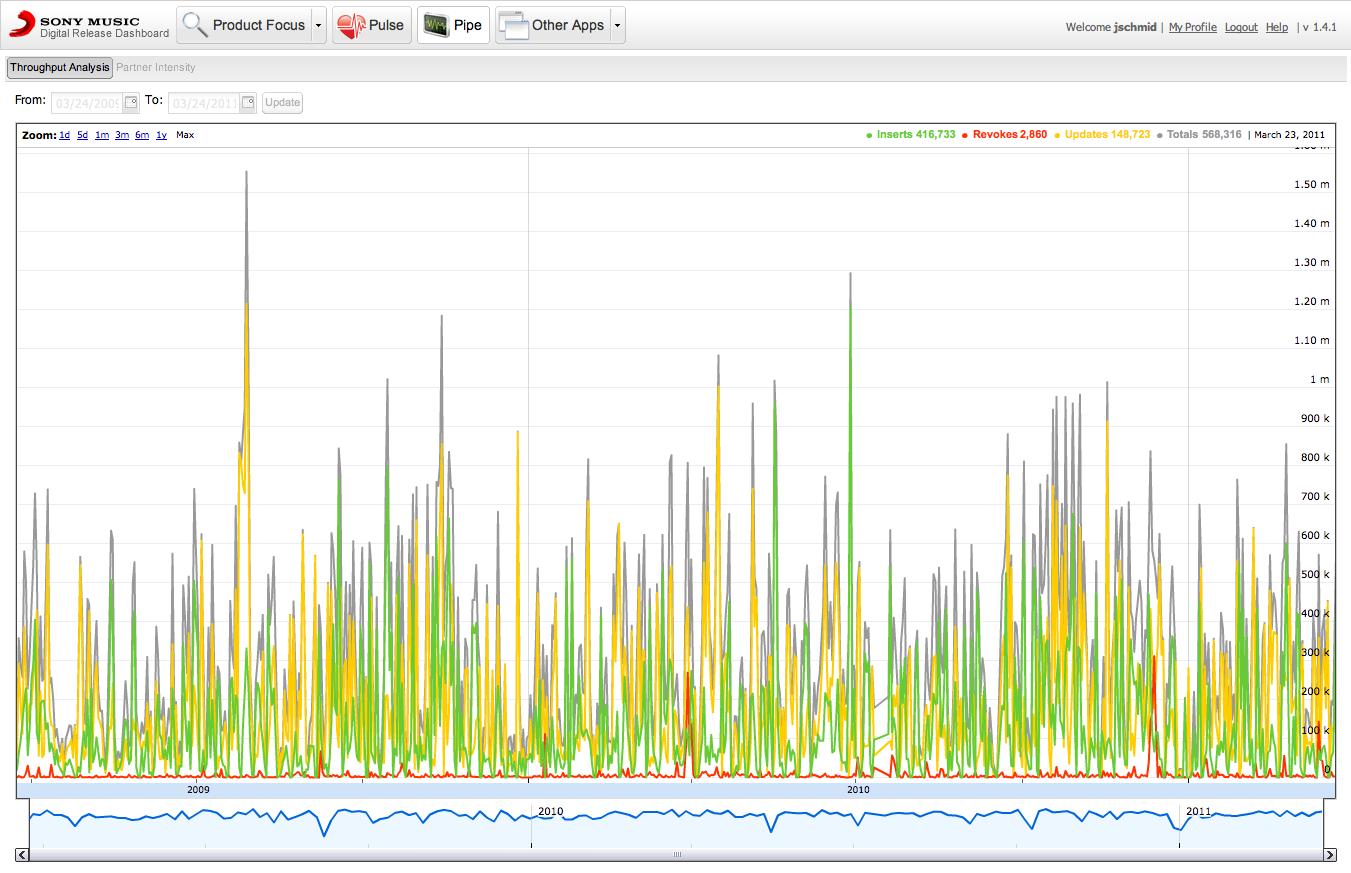 SONY MUSIC
Digital Release Dashboard
Product Focus
Pulse
Pipe
Other Apps
Welcome jschmid | My Profile Logout Help | v 1.4.1
Throughput Analysis Partner Intensity
From: 03/24/2009 To: 03/24/2011 Update
Zoom: 1d 5d 1m 3m 6m 1y Max
Inserts 416,733 Revokes 2,860 Updates 148,723 Totals 568,316 | March 23, 2011
1.50 m
1.40 m
1.30 m
1.20 m
1.10 m
1 m
900 k
800 k
700 k
600 k
500 k
400 k
300 k
200 k
100 k
0
2009 2010
2010 2011